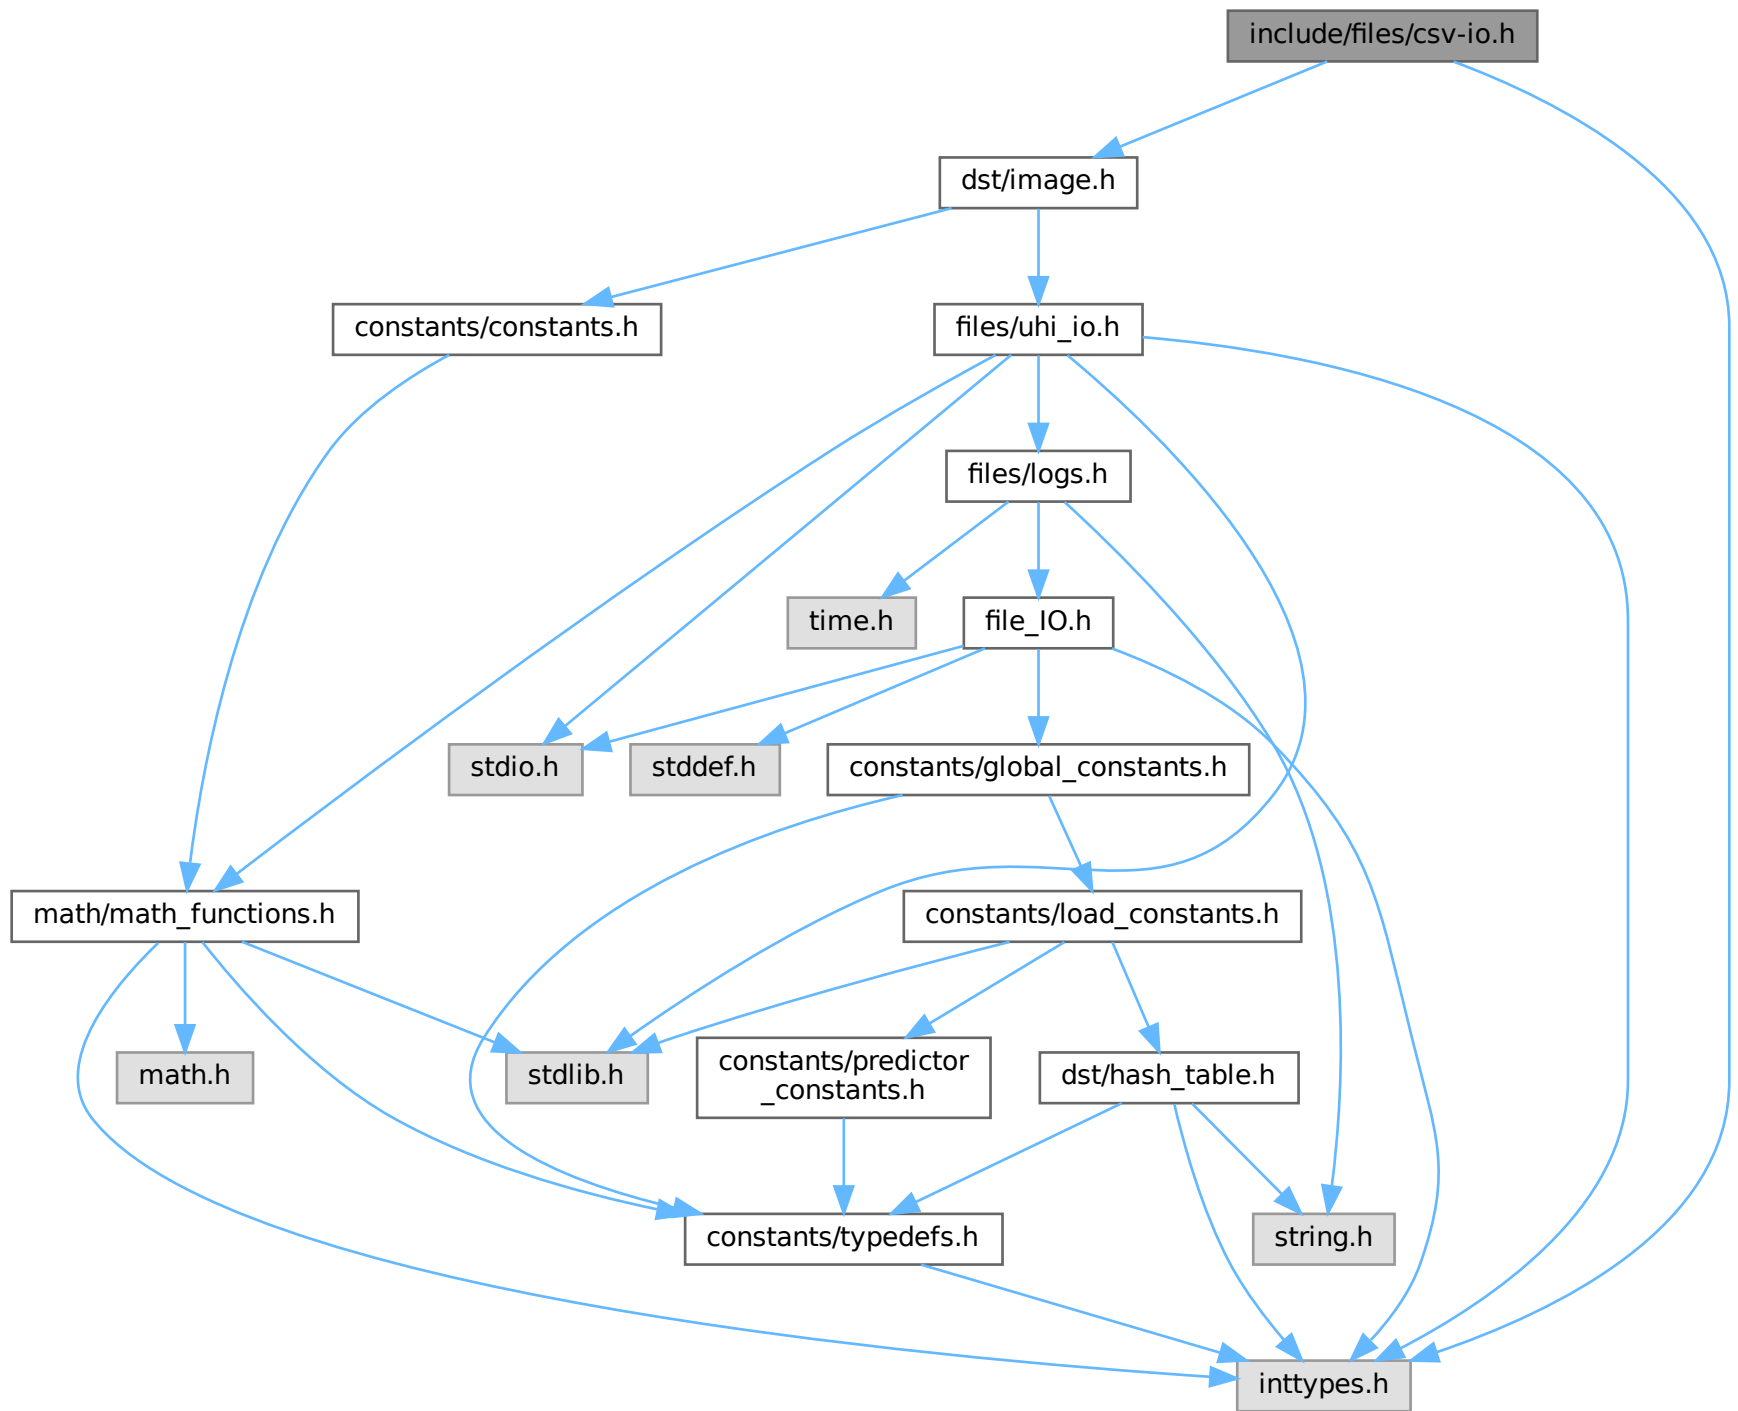 include/files/csv-io.h
dst/image.h
constants/constants.h
files/uhi_io.h
files/logs.h
time.h
file_IO.h
stdio.h
stddef.h
constants/global_constants.h
math/math_functions.h
constants/load_constants.h
math.h
stdlib.h
constants/predictor
_constants.h
dst/hash_table.h
constants/typedefs.h
string.h
inttypes.h